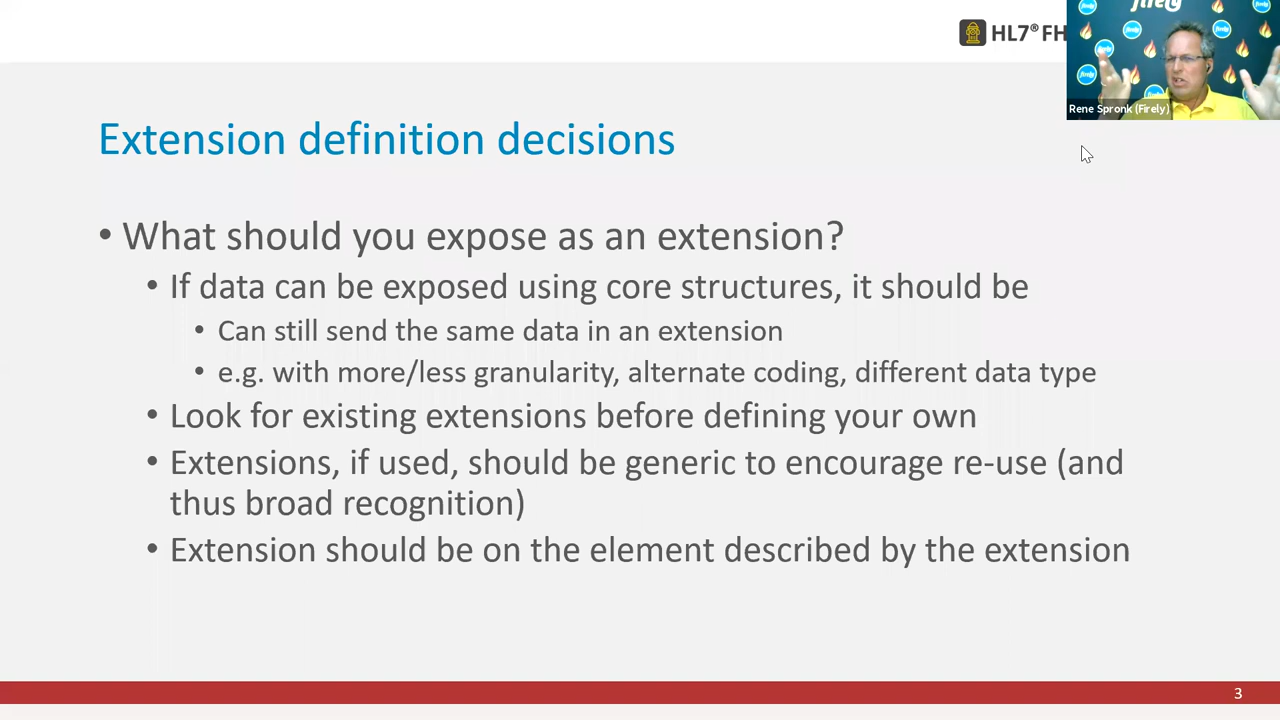 HL7® FH
firely
Rene Spronk (Firely)
Extension definition decisions
• What should you expose as an extension?
• If data can be exposed using core structures, it should be
• Can still send the same data in an extension
• e.g. with more/less granularity, alternate coding, different data type
• Look for existing extensions before defining your own
• Extensions, if used, should be generic to encourage re-use (and
thus broad recognition)
• Extension should be on the element described by the extension
3